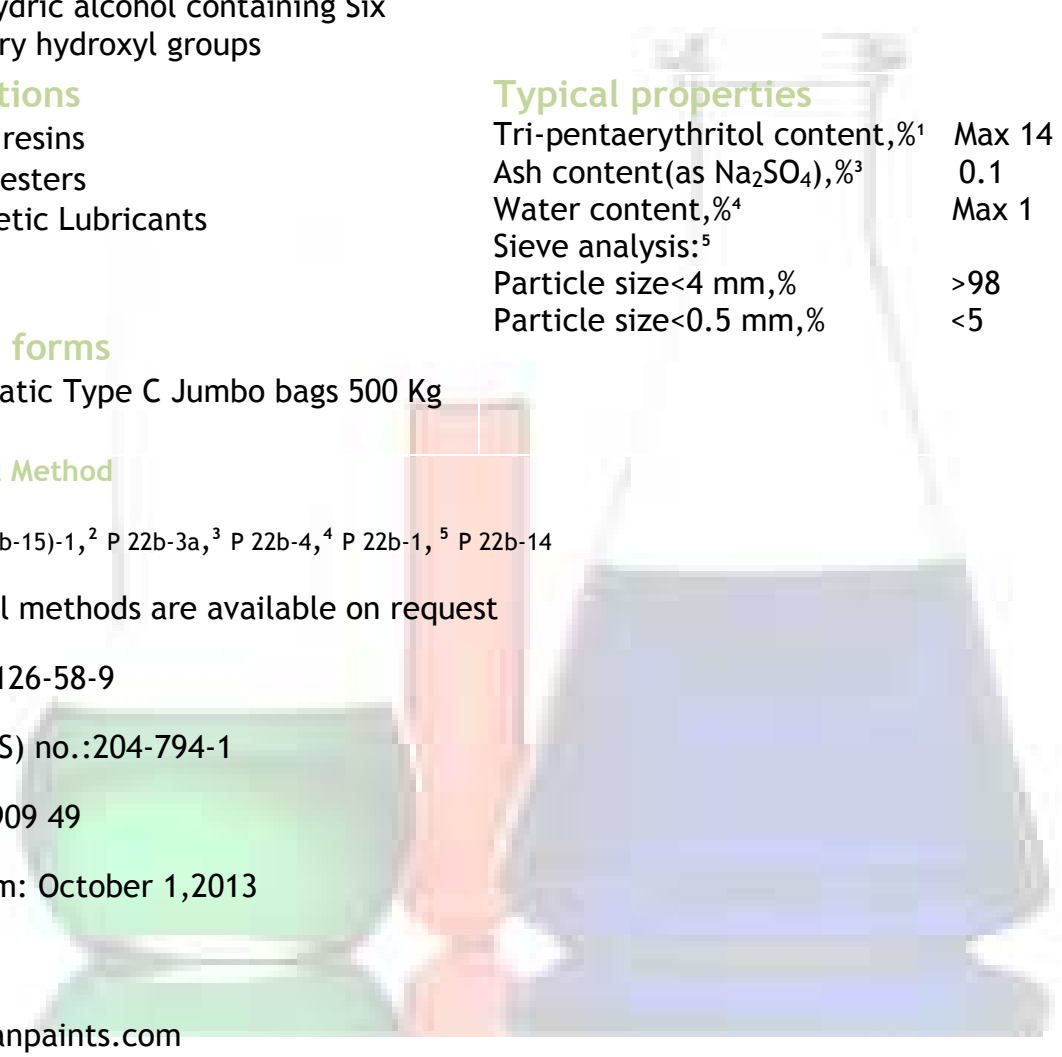 ydric alcohol containing Six
ry hydroxyl groups
tions
resins
esters
etic Lubricants
forms
atic Type C Jumbo bags 500 Kg
Typical properties
Tri-pentaerythritol content,%¹ Max 14
Ash content(as Na₂SO₄),%³ 0.1
Water content,%⁴ Max 1
Sieve analysis:⁵
Particle size<4 mm,% >98
Particle size<0.5 mm,% <5
Method
b-15)-1,² P 22b-3a,³ P 22b-4,⁴ P 22b-1, ⁵ P 22b-14
l methods are available on request
126-58-9
S) no.:204-794-1
909 49
m: October 1,2013
anpaints.com